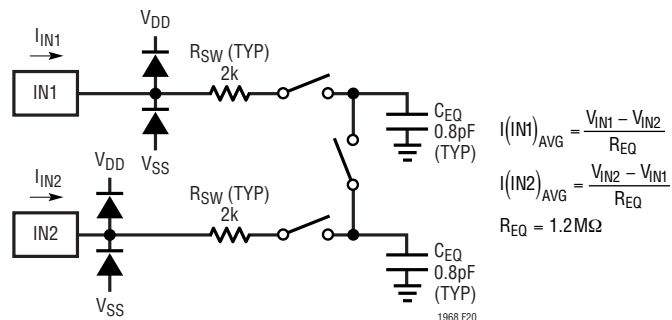 VDD
IIN1
RSW (TYP)
2k
IN1
VSS
CEQ
0.8pF
(TYP)
I(IN1)AVG = VIN1 – VIN2
REQ
I(IN2)AVG = VIN2 – VIN1
REQ
REQ = 1.2MΩ
VDD
IIN2
RSW (TYP)
2k
IN2
VSS
CEQ
0.8pF
(TYP)
1968 F20